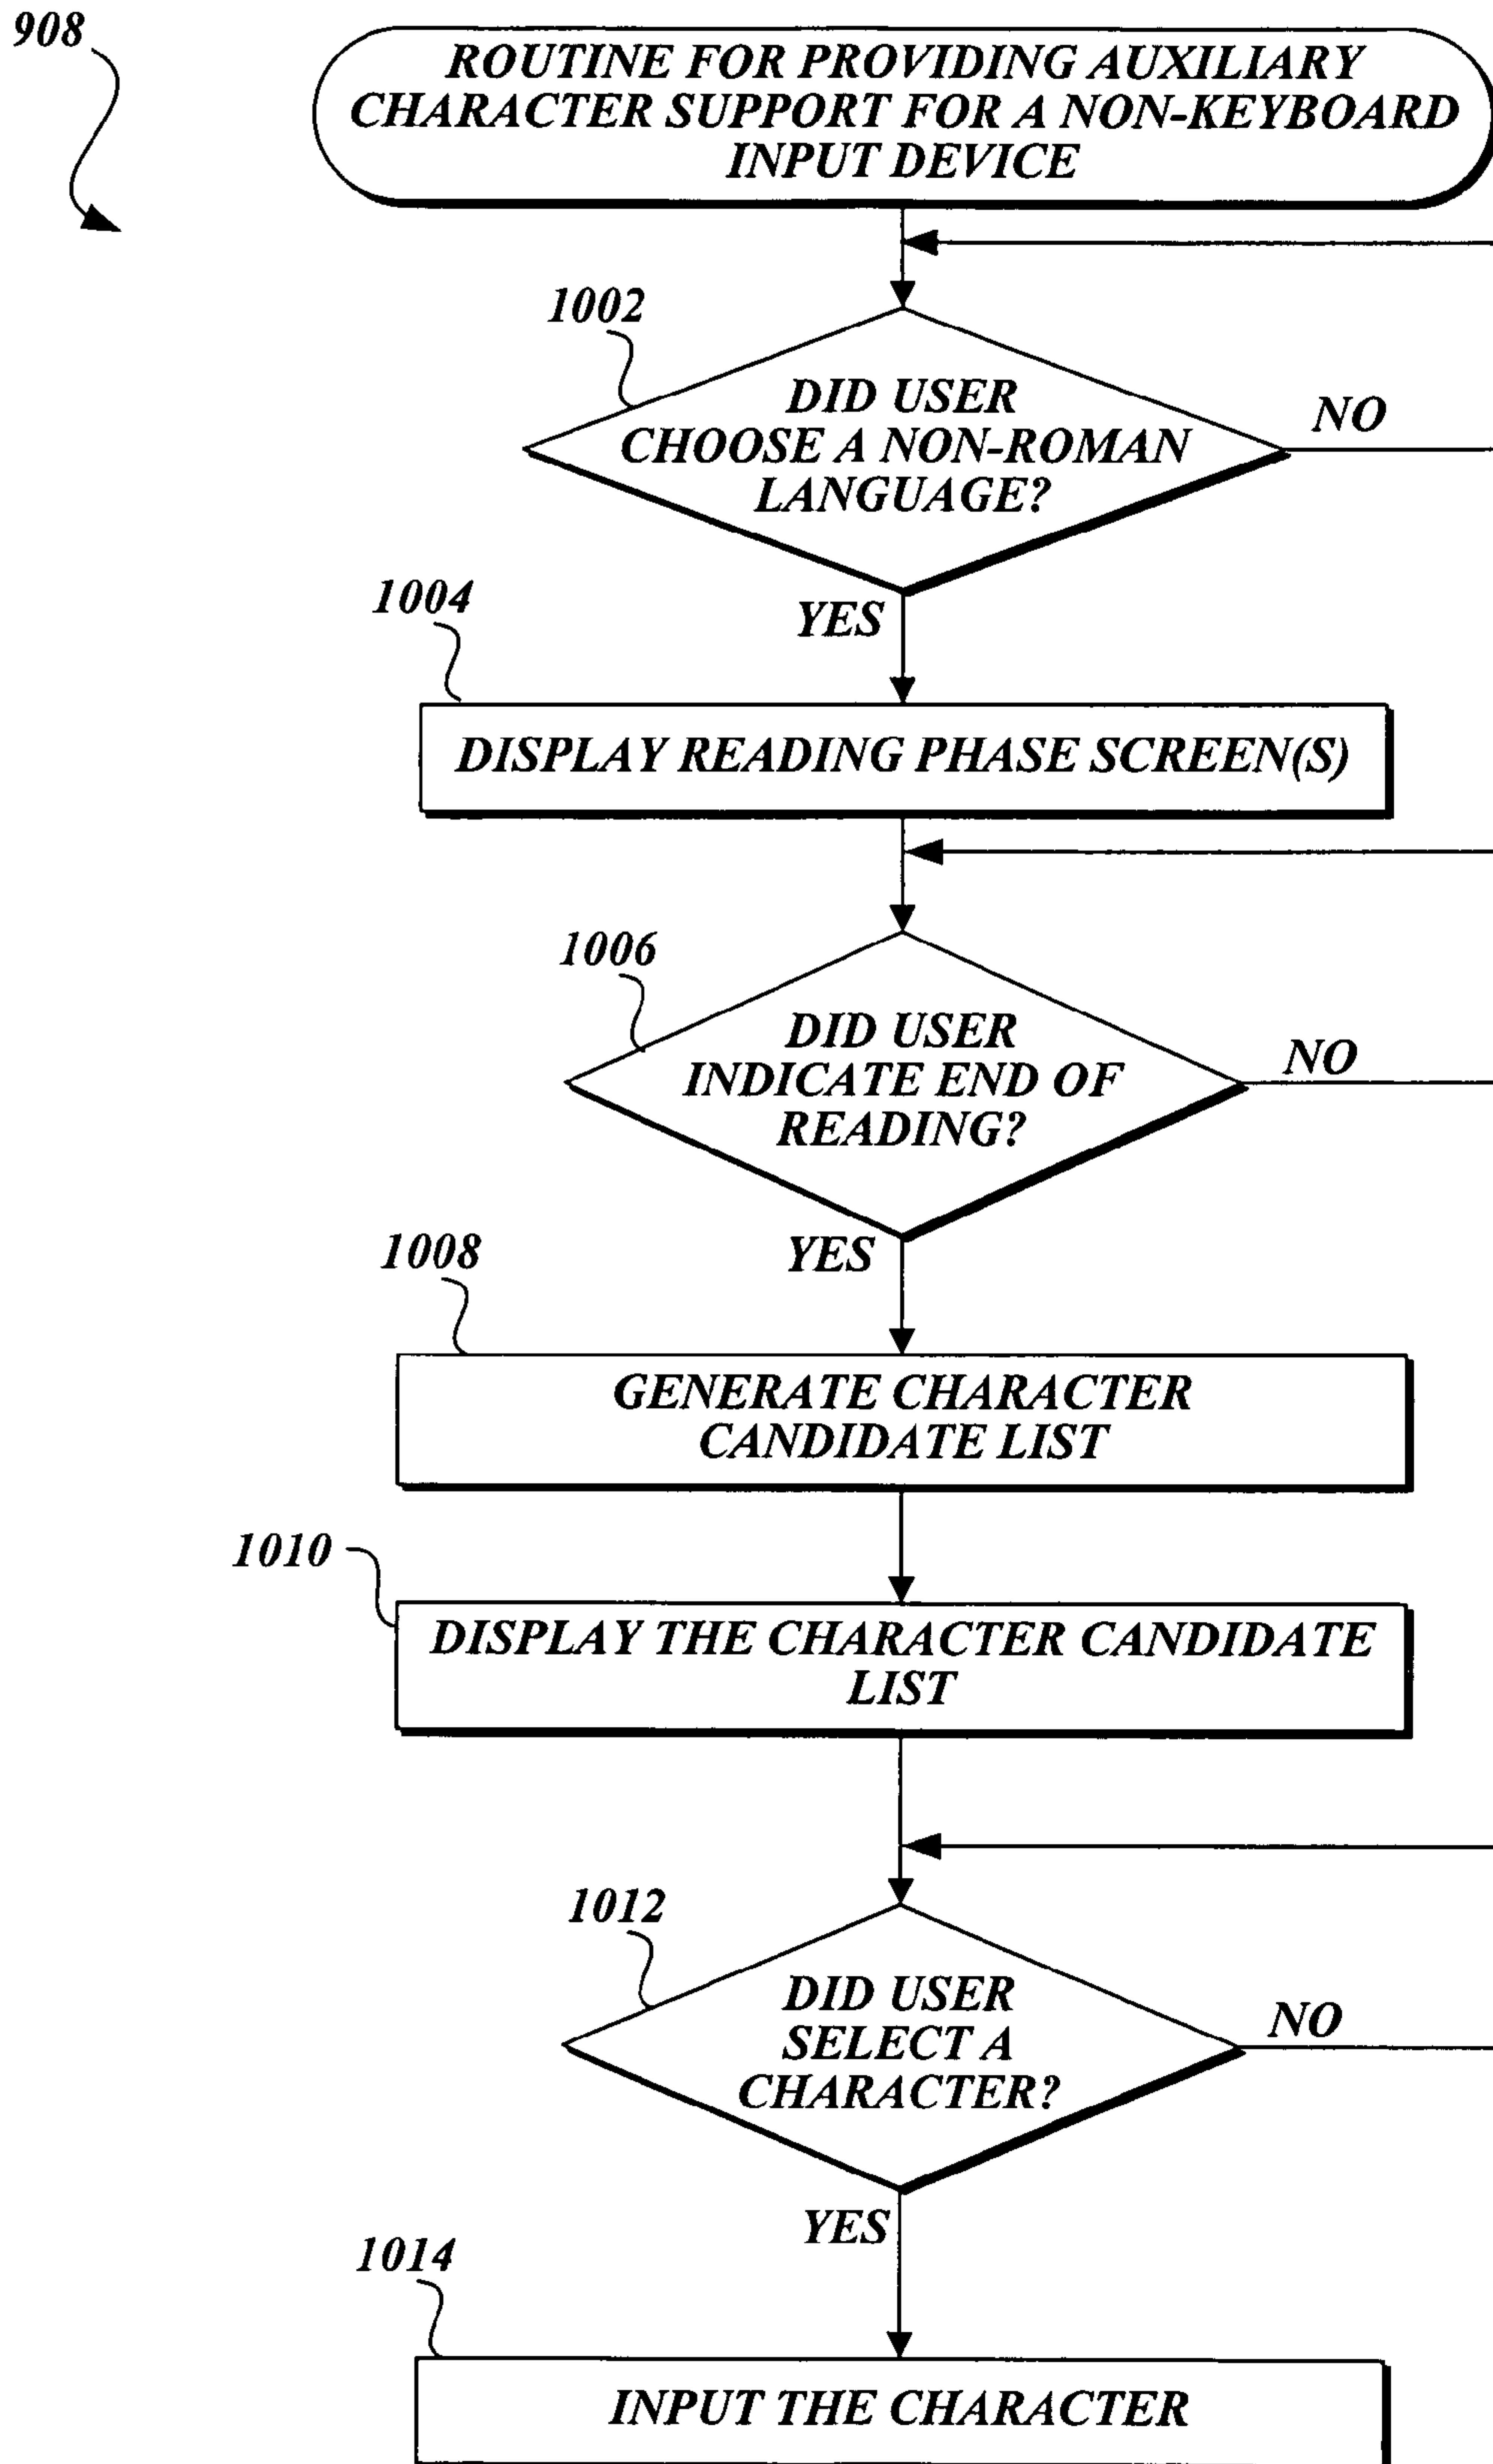 908
ROUTINE FOR PROVIDING AUXILIARY
CHARACTER SUPPORT FOR A NON-KEYBOARD
INPUT DEVICE
1002
DID USER
CHOOSE A NON-ROMAN
LANGUAGE?
NO
YES
1004
DISPLAY READING PHASE SCREEN(S)
1006
DID USER
INDICATE END OF
READING?
NO
YES
1008
GENERATE CHARACTER
CANDIDATE LIST
1010
DISPLAY THE CHARACTER CANDIDATE
LIST
1012
DID USER
SELECT A
CHARACTER?
NO
YES
1014
INPUT THE CHARACTER